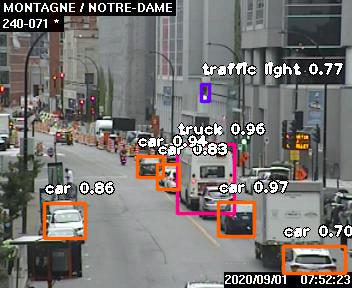 MONTAGNE / NOTRE-DAME
240-071 *
traffic light 0.77
truck 0.96
car 0.94
car 0.83
car 0.86
car 0.97
car 0.70
2020/09/01 07:52:23